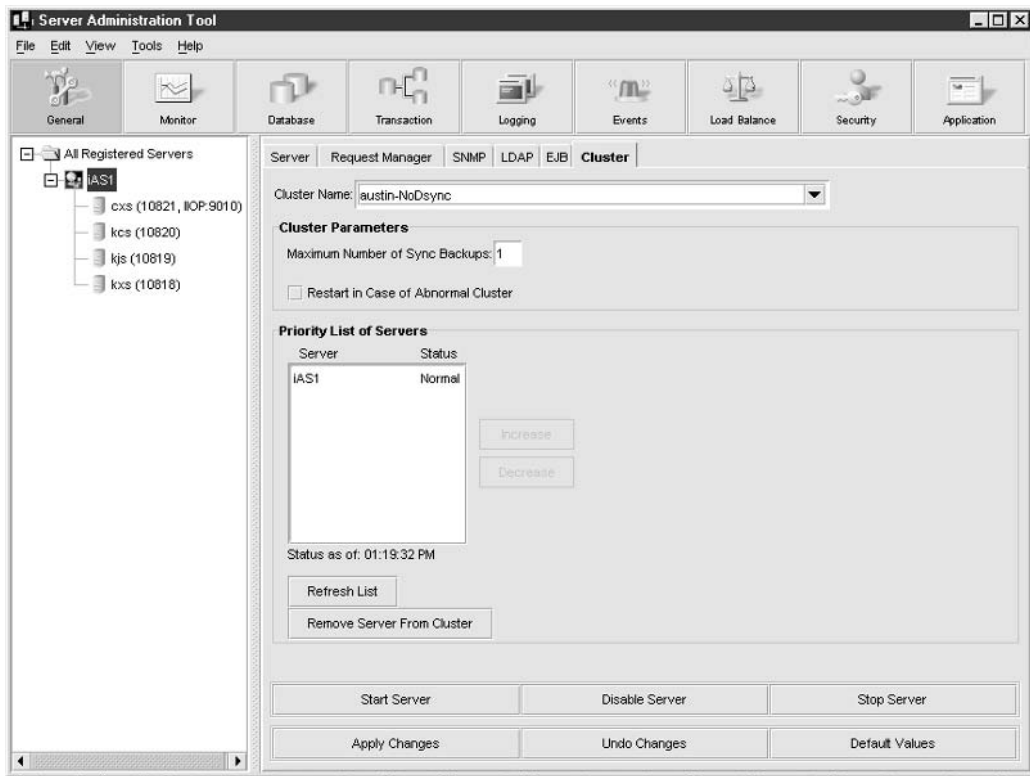 Server Administration Tool
File Edit View Tools Help
General Monitor Database Transaction Logging Events Load Balance Security Application
All Registered Servers
iAS1
cxs (10821, IIOP:9010)
kcs (10820)
kjs (10819)
kxs (10818)
Server Request Manager SNMP LDAP EJB Cluster
Cluster Name: austin-NoDsync
Cluster Parameters
Maximum Number of Sync Backups: 1
Restart in Case of Abnormal Cluster
Priority List of Servers
Server Status
iAS1 Normal
Increase
Decrease
Status as of: 01:19:32 PM
Refresh List
Remove Server From Cluster
Start Server Disable Server Stop Server
Apply Changes Undo Changes Default Values